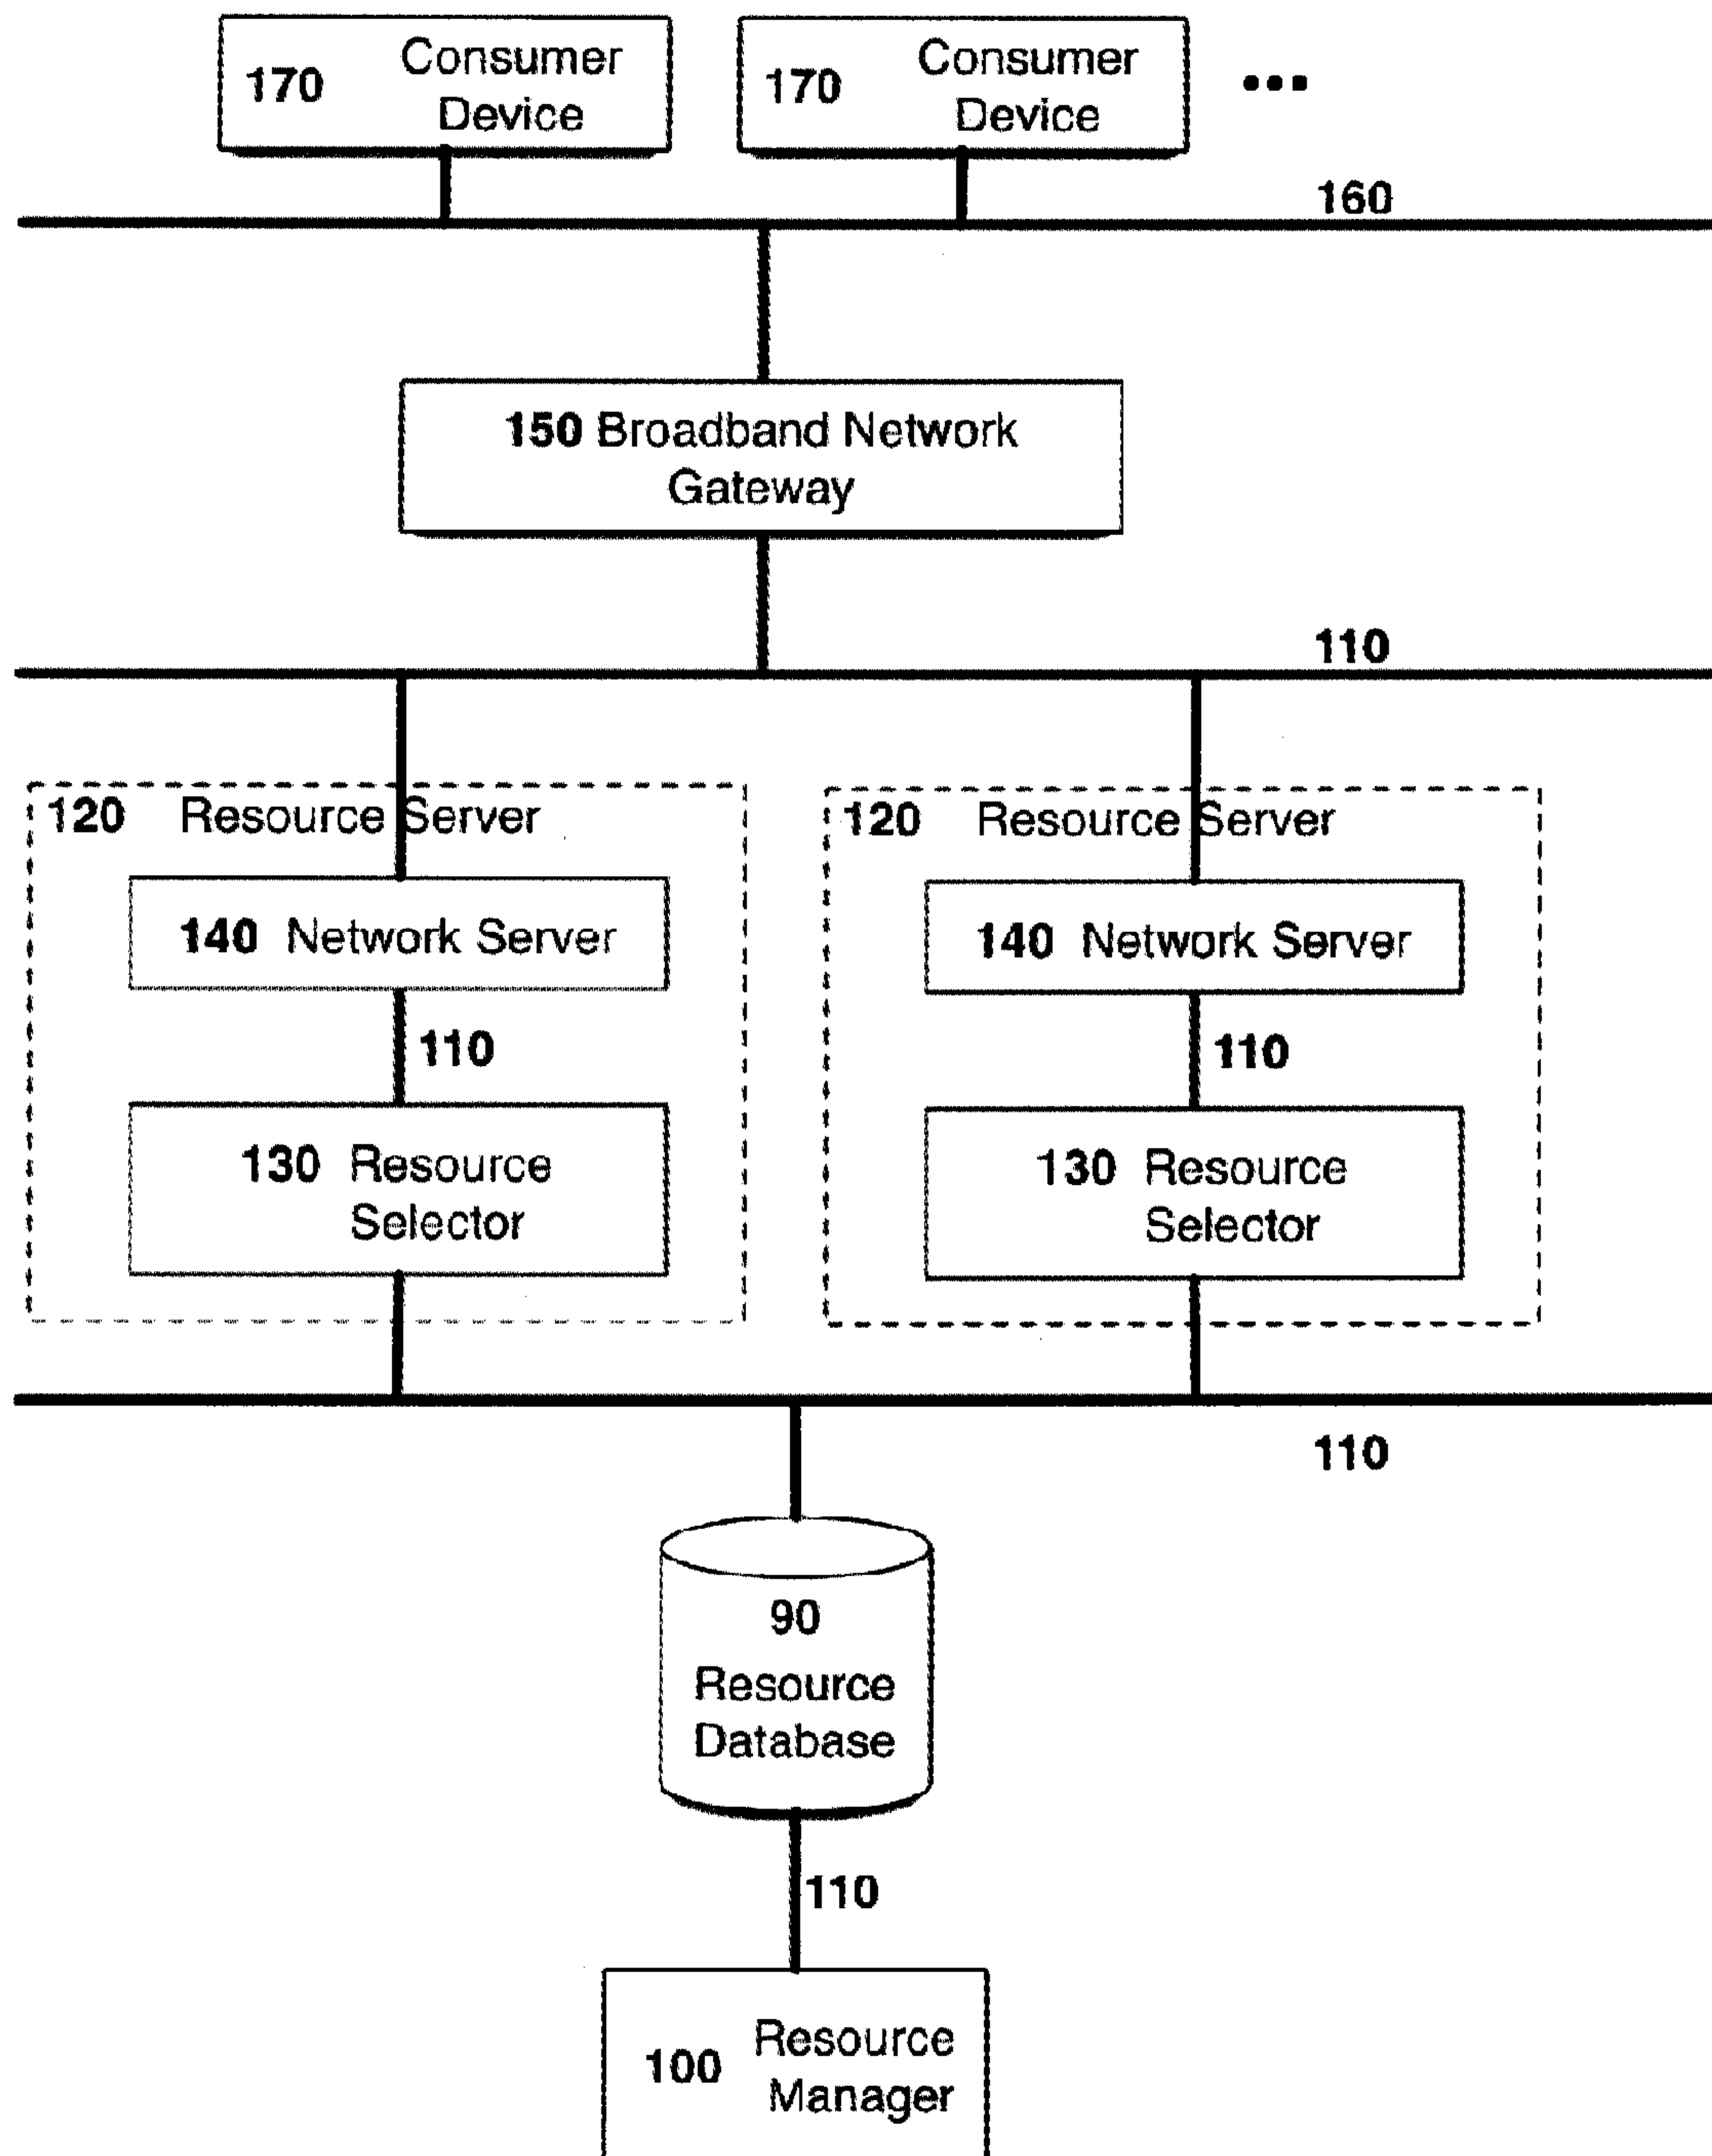 170 Consumer Device
170 Consumer Device
...
160
150 Broadband Network
Gateway
110
120 Resource Server
120 Resource Server
140 Network Server
140 Network Server
110
110
130 Resource
Selector
130 Resource
Selector
110
90
Resource
Database
110
100 Resource
Manager